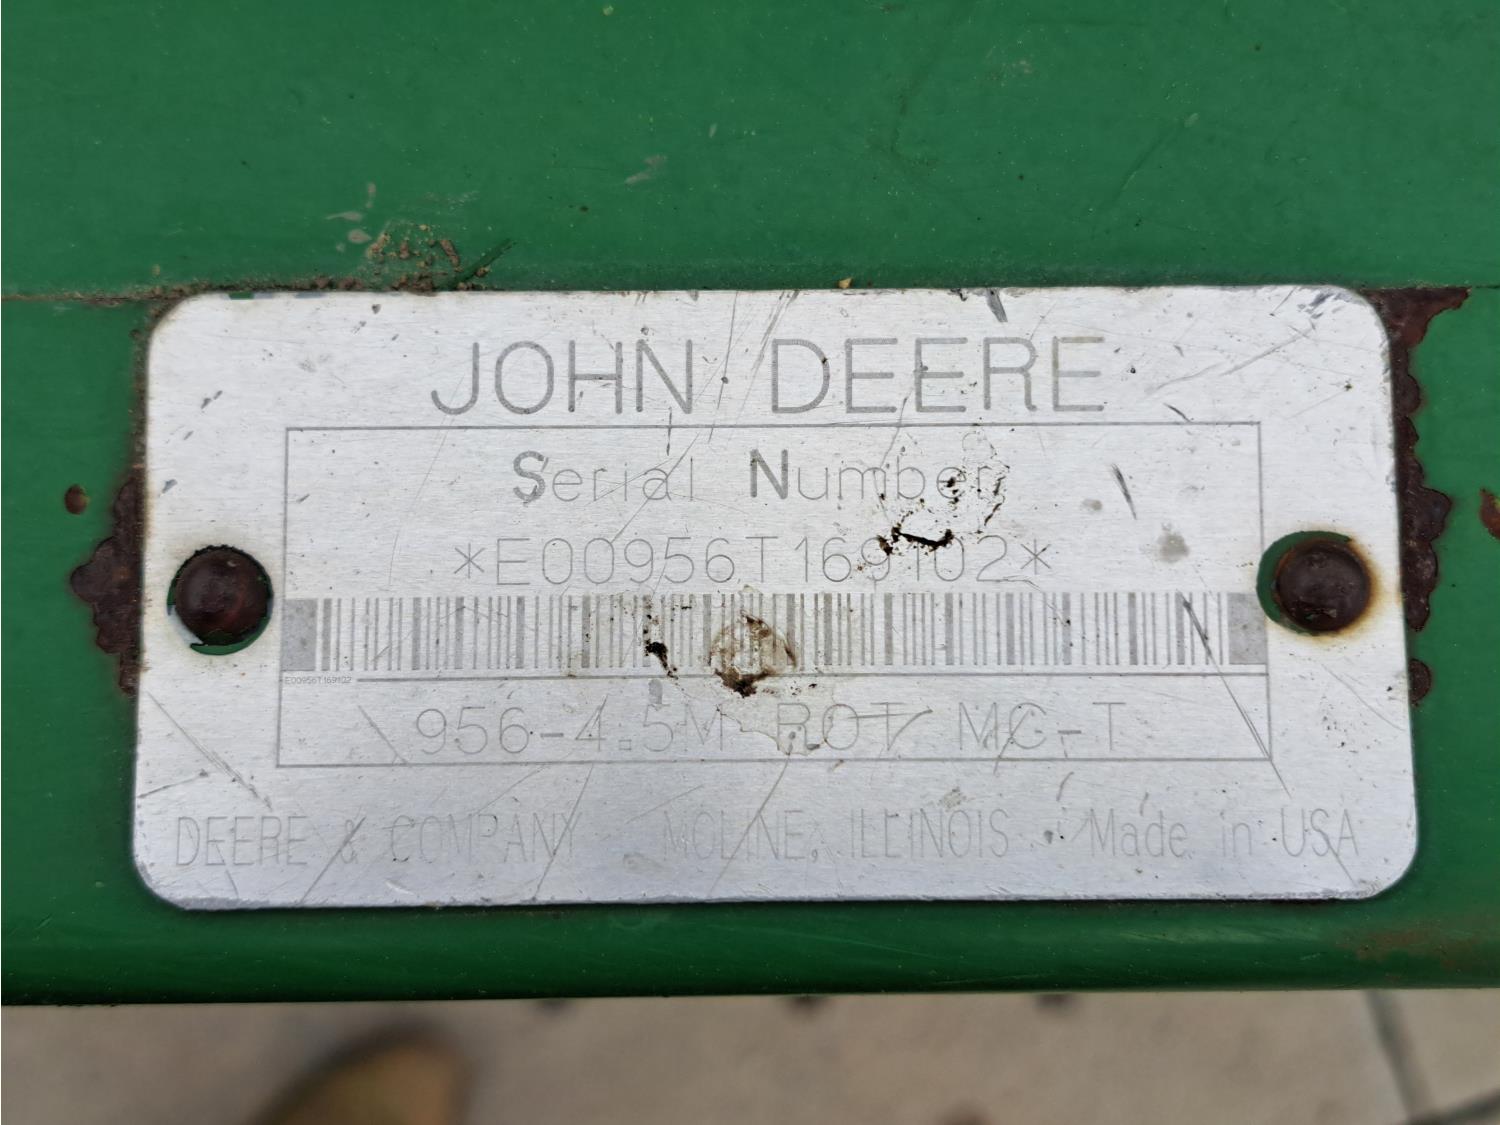 JOHN DEERE
Serial Number
*E00956T169102*
E00956T169102
956-4.5M ROT MC-T
DEERE & COMPANY MOLINE, ILLINOIS Made in USA